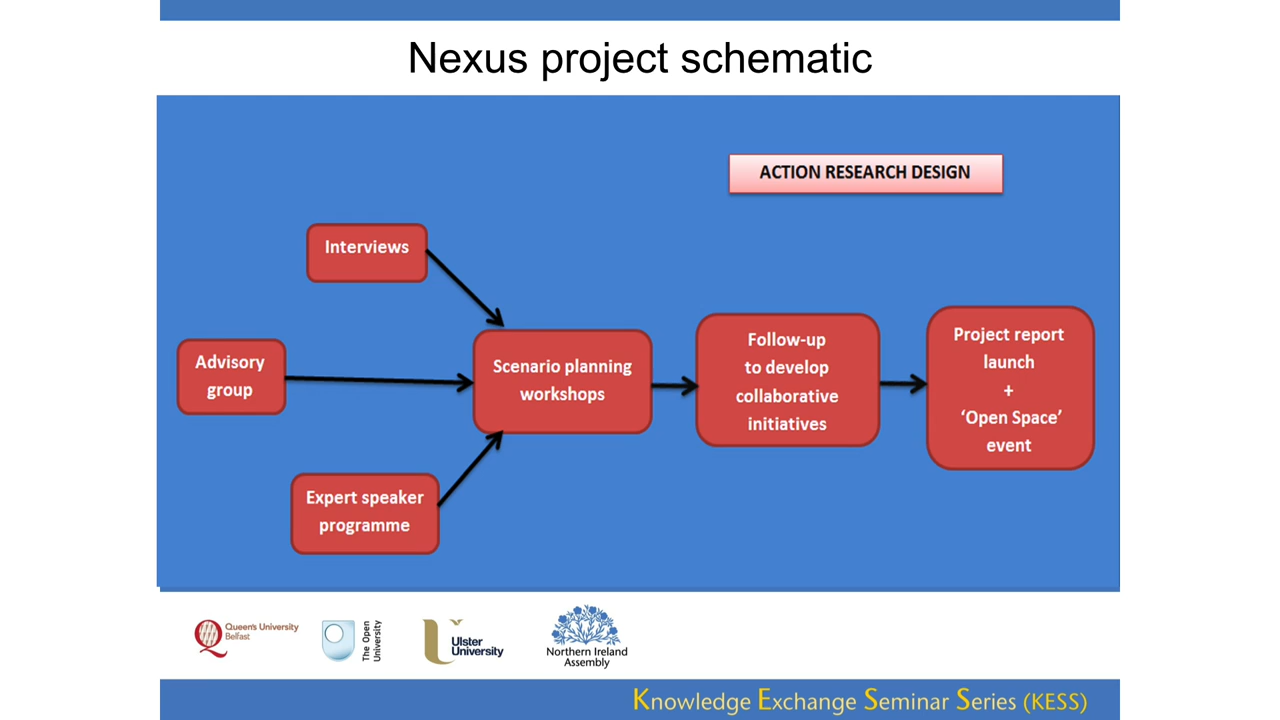 Nexus project schematic
ACTION RESEARCH DESIGN
Interviews
Advisory
group
Scenario planning
workshops
Follow-up
to develop
collaborative
initiatives
Project report
launch
+
‘Open Space’
event
Expert speaker
programme
Queen's University
Belfast
The Open
University
Ulster
University
Northern Ireland
Assembly
Knowledge Exchange Seminar Series (KESS)